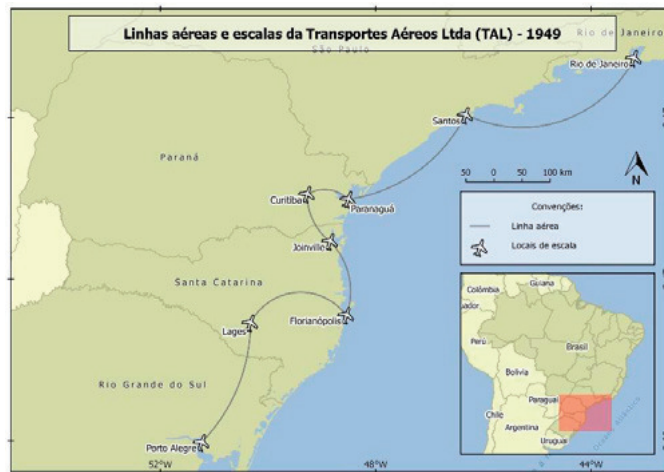 Linhas aéreas e escalas da Transportes Aéreos Ltda (TAL) - 1949
Rio de Janeiro
São Paulo
Rio de Janeiro
Santos
Paraná
50 0 50 100 km
N
Curitiba
Paranaguá
Convenções:
Linha aérea
Locais de escala
Joinville
Santa Catarina
Florianópolis
Lages
Rio Grande do Sul
Porto Alegre
Guiana
Colômbia
Peru
Brasil
Bolívia
Paraguai
Chile
Argentina
Uruguai
52°W 48°W 44°W